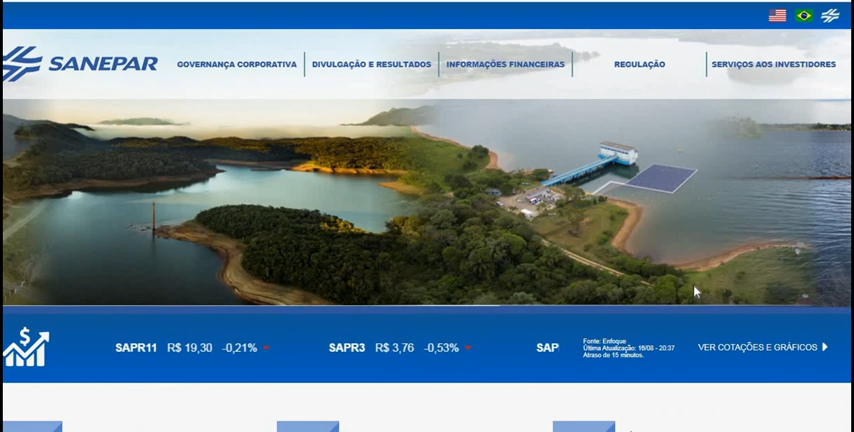 SANEPAR
GOVERNANÇA CORPORATIVA
DIVULGAÇÃO E RESULTADOS
INFORMAÇÕES FINANCEIRAS
REGULAÇÃO
SERVIÇOS AOS INVESTIDORES
SAPR11 R$ 19,30 -0,21%
SAPR3 R$ 3,76 -0,53%
SAP
Fonte: Enfoque
Última Atualização: 16/08 - 20:37
Atraso de 15 minutos.
VER COTAÇÕES E GRÁFICOS